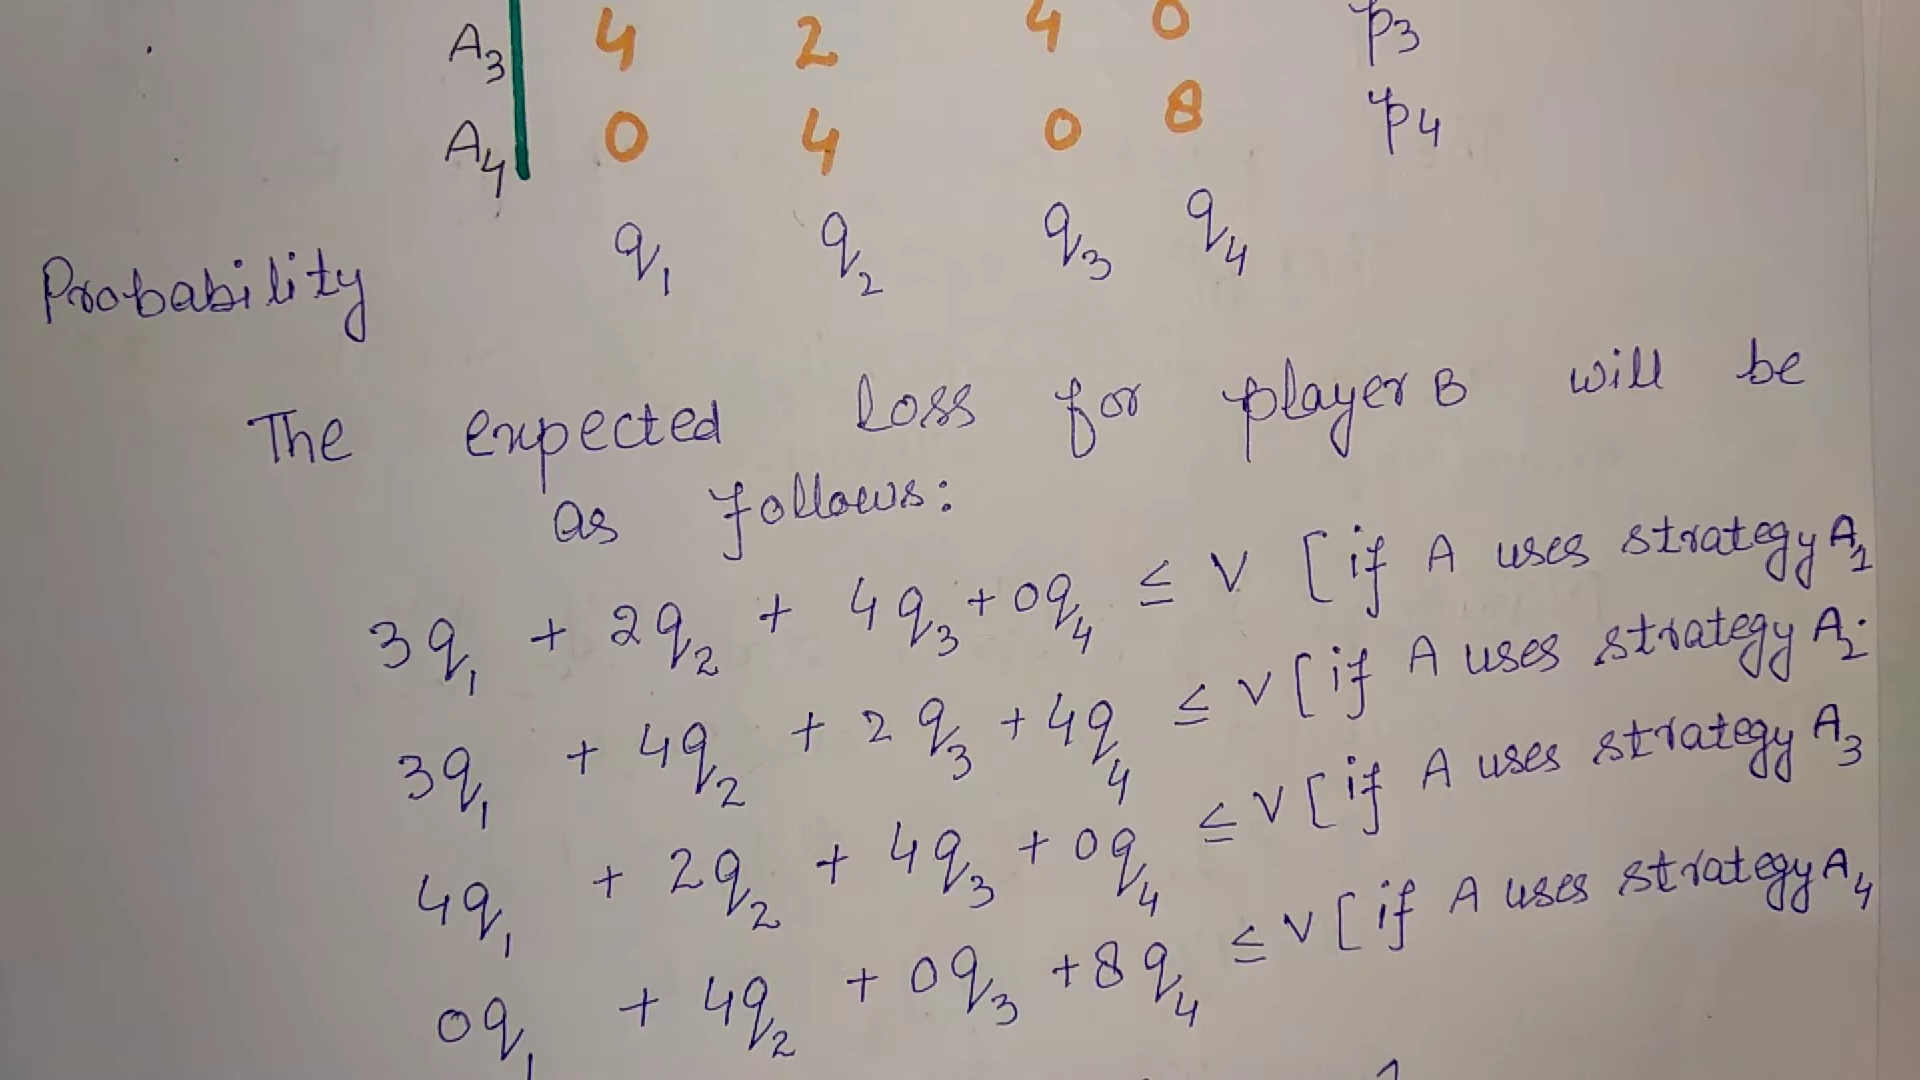 A3 4 2 4 0 p3
A4 0 4 0 8 p4
Probability q1 q2 q3 q4
The expected loss for player B will be
as follows:
3q1 + 2q2 + 4q3 + 0q4 ≤ V [if A uses strategy A1
3q1 + 4q2 + 2q3 + 4q4 ≤ V [if A uses strategy A2
4q1 + 2q2 + 4q3 + 0q4 ≤ V [if A uses strategy A3
0q1 + 4q2 + 0q3 + 8q4 ≤ V [if A uses strategy A4